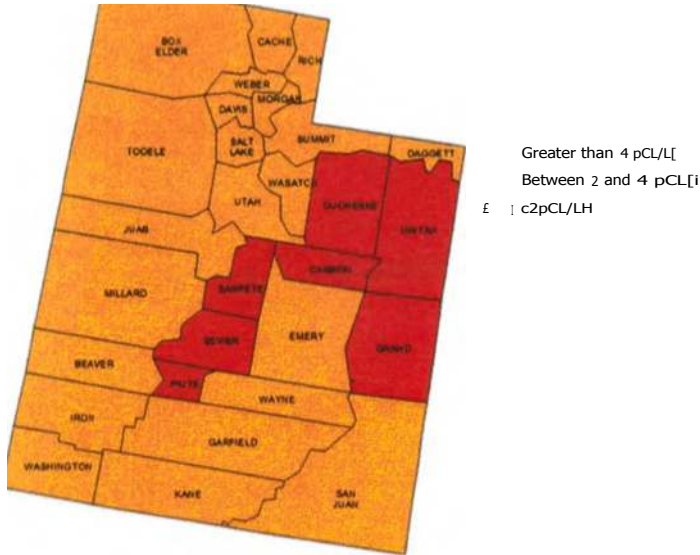 BOX
ELDER
CACHE
RICH
WEBER
MORGAN
DAVIS
SALT
LAKE
SUMMIT
TOOELE
DAGGETT
WASATCH
UTAH
DUCHESNE
UINTAH
JUAB
CARBON
SANPETE
MILLARD
EMERY
SEVIER
GRAND
BEAVER
PIUTE
WAYNE
IRON
GARFIELD
WASHINGTON
KANE
SAN
JUAN
Greater than 4 pCL/L[
Between 2 and 4 pCL[i
£ I c2pCL/LH